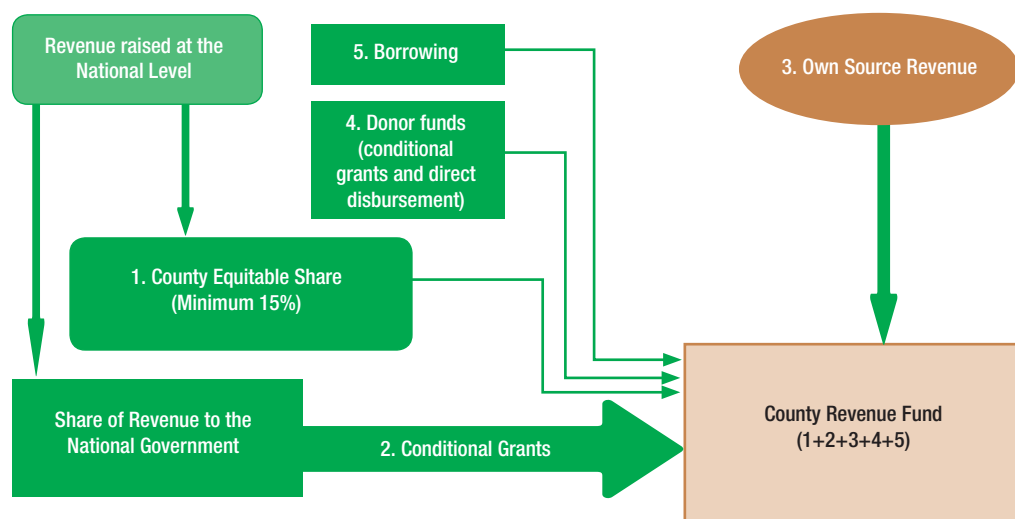 Revenue raised at the
National Level
5. Borrowing
3. Own Source Revenue
4. Donor funds
(conditional
grants and direct
disbursement)
1. County Equitable Share
(Minimum 15%)
Share of Revenue to the
National Government
2. Conditional Grants
County Revenue Fund
(1+2+3+4+5)